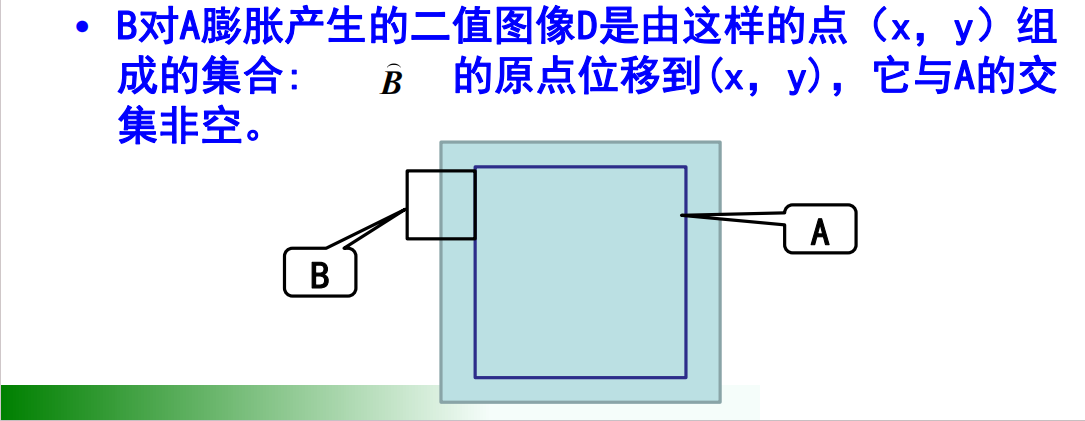 • B对A膨胀产生的二值图像D是由这样的点（x，y）组
成的集合： B̂ 的原点位移到(x，y)，它与A的交
集非空。
A
B